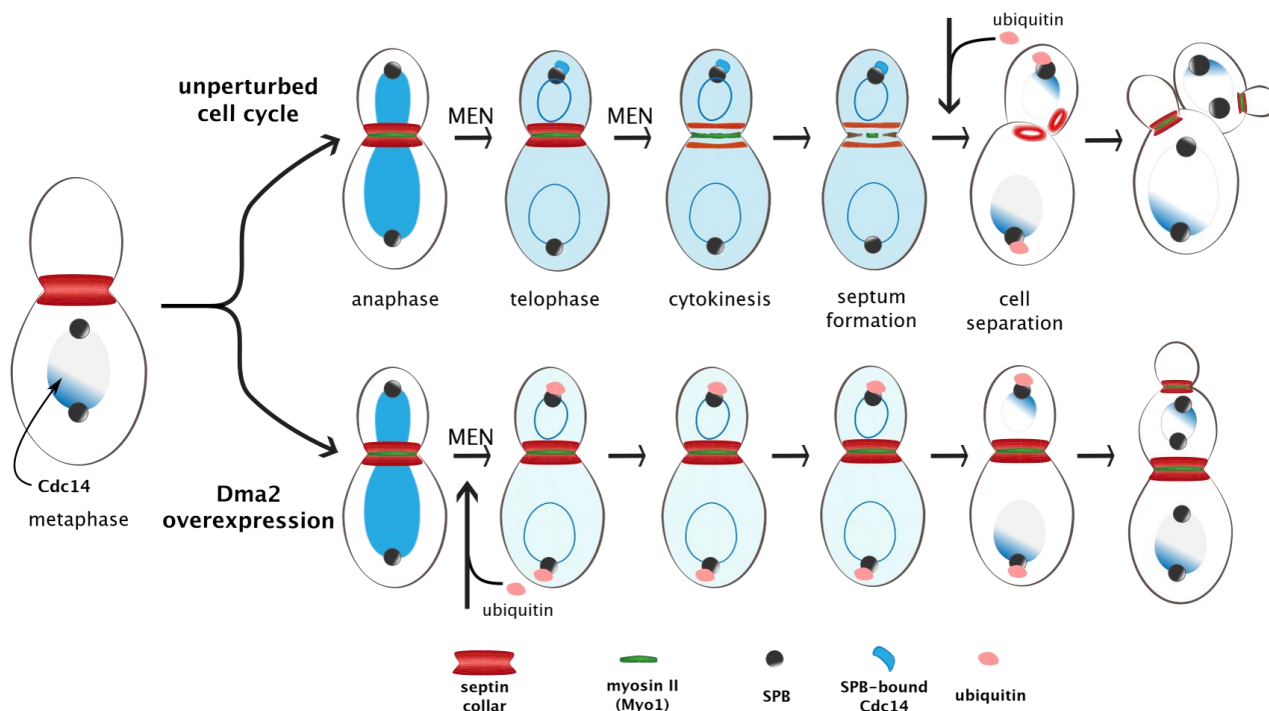 ubiquitin
unperturbed
cell cycle
MEN
MEN
anaphase
telophase
cytokinesis
septum
formation
cell
separation
Cdc14
metaphase
Dma2
overexpression
MEN
ubiquitin
septin
collar
myosin II
(Myo1)
SPB
SPB-bound
Cdc14
ubiquitin